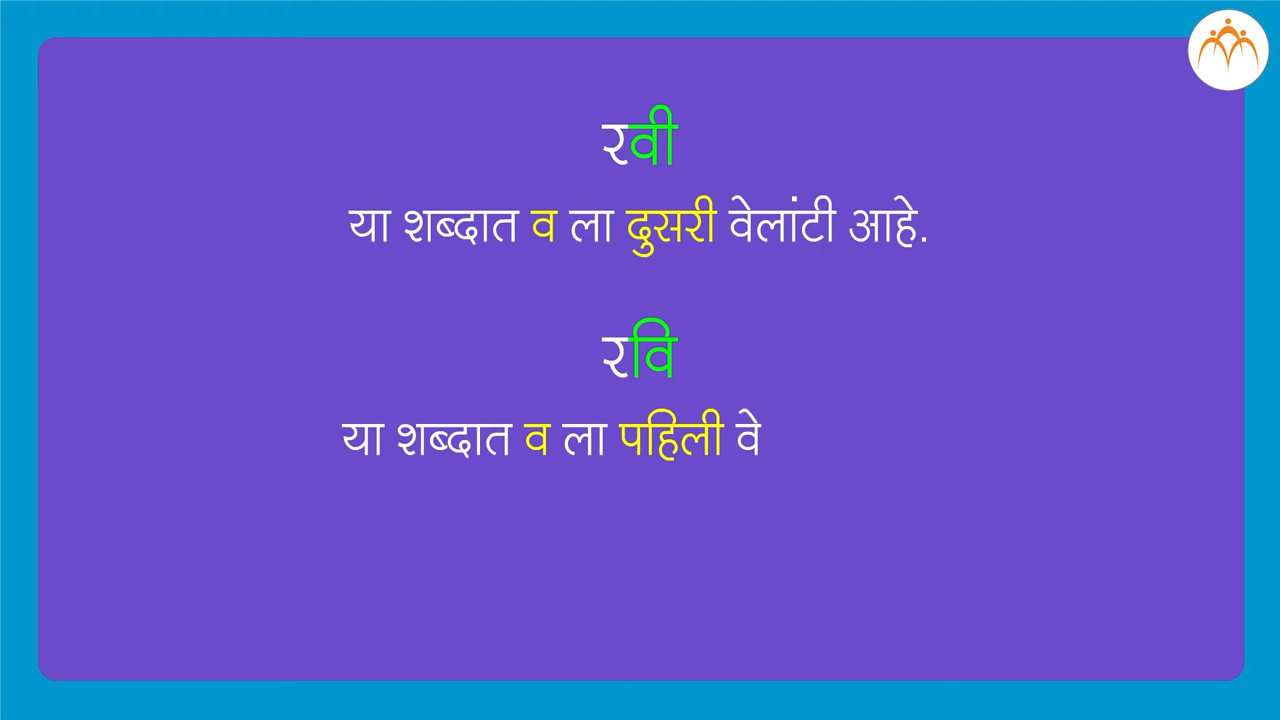 रवी
या शब्दात व ला दुसरी वेलांटी आहे.
रवि
या शब्दात व ला पहिली वे